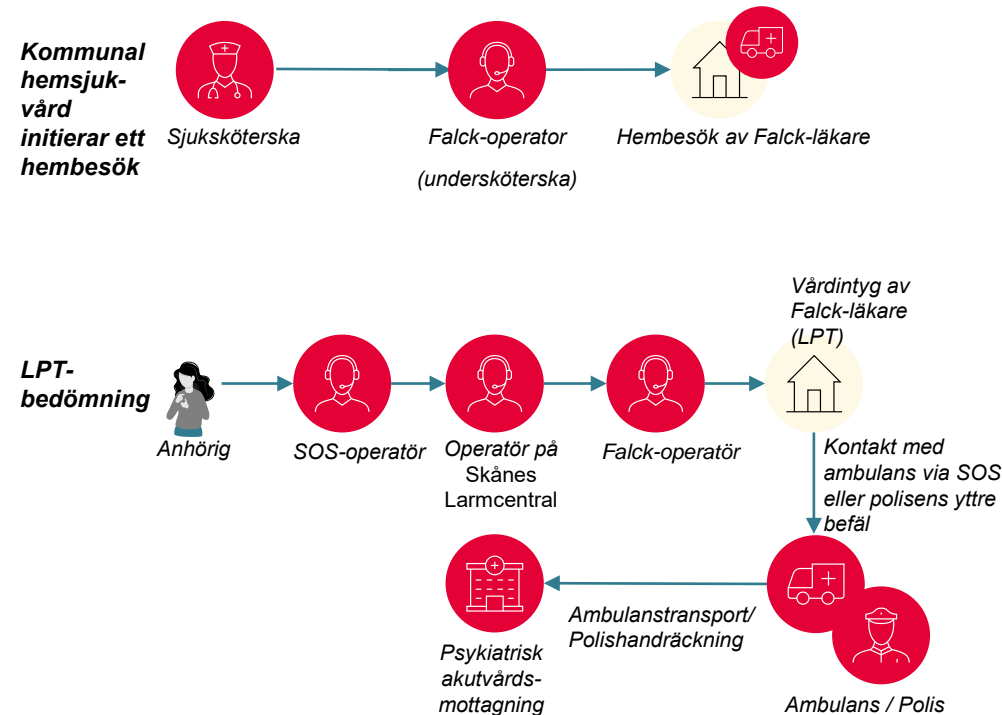 Kommunal
hemsjuk-
vård
initierar ett
hembesök
Sjuksköterska
Falck-operator
(undersköterska)
Hembesök av Falck-läkare
LPT-
bedömning
Anhörig
SOS-operatör
Operatör på
Skånes
Larmcentral
Falck-operatör
Vårdintyg av
Falck-läkare
(LPT)
Kontakt med
ambulans via SOS
eller polisens yttre
befäl
Ambulans / Polis
Ambulanstransport/
Polishandräckning
Psykiatrisk
akutvårds-
mottagning